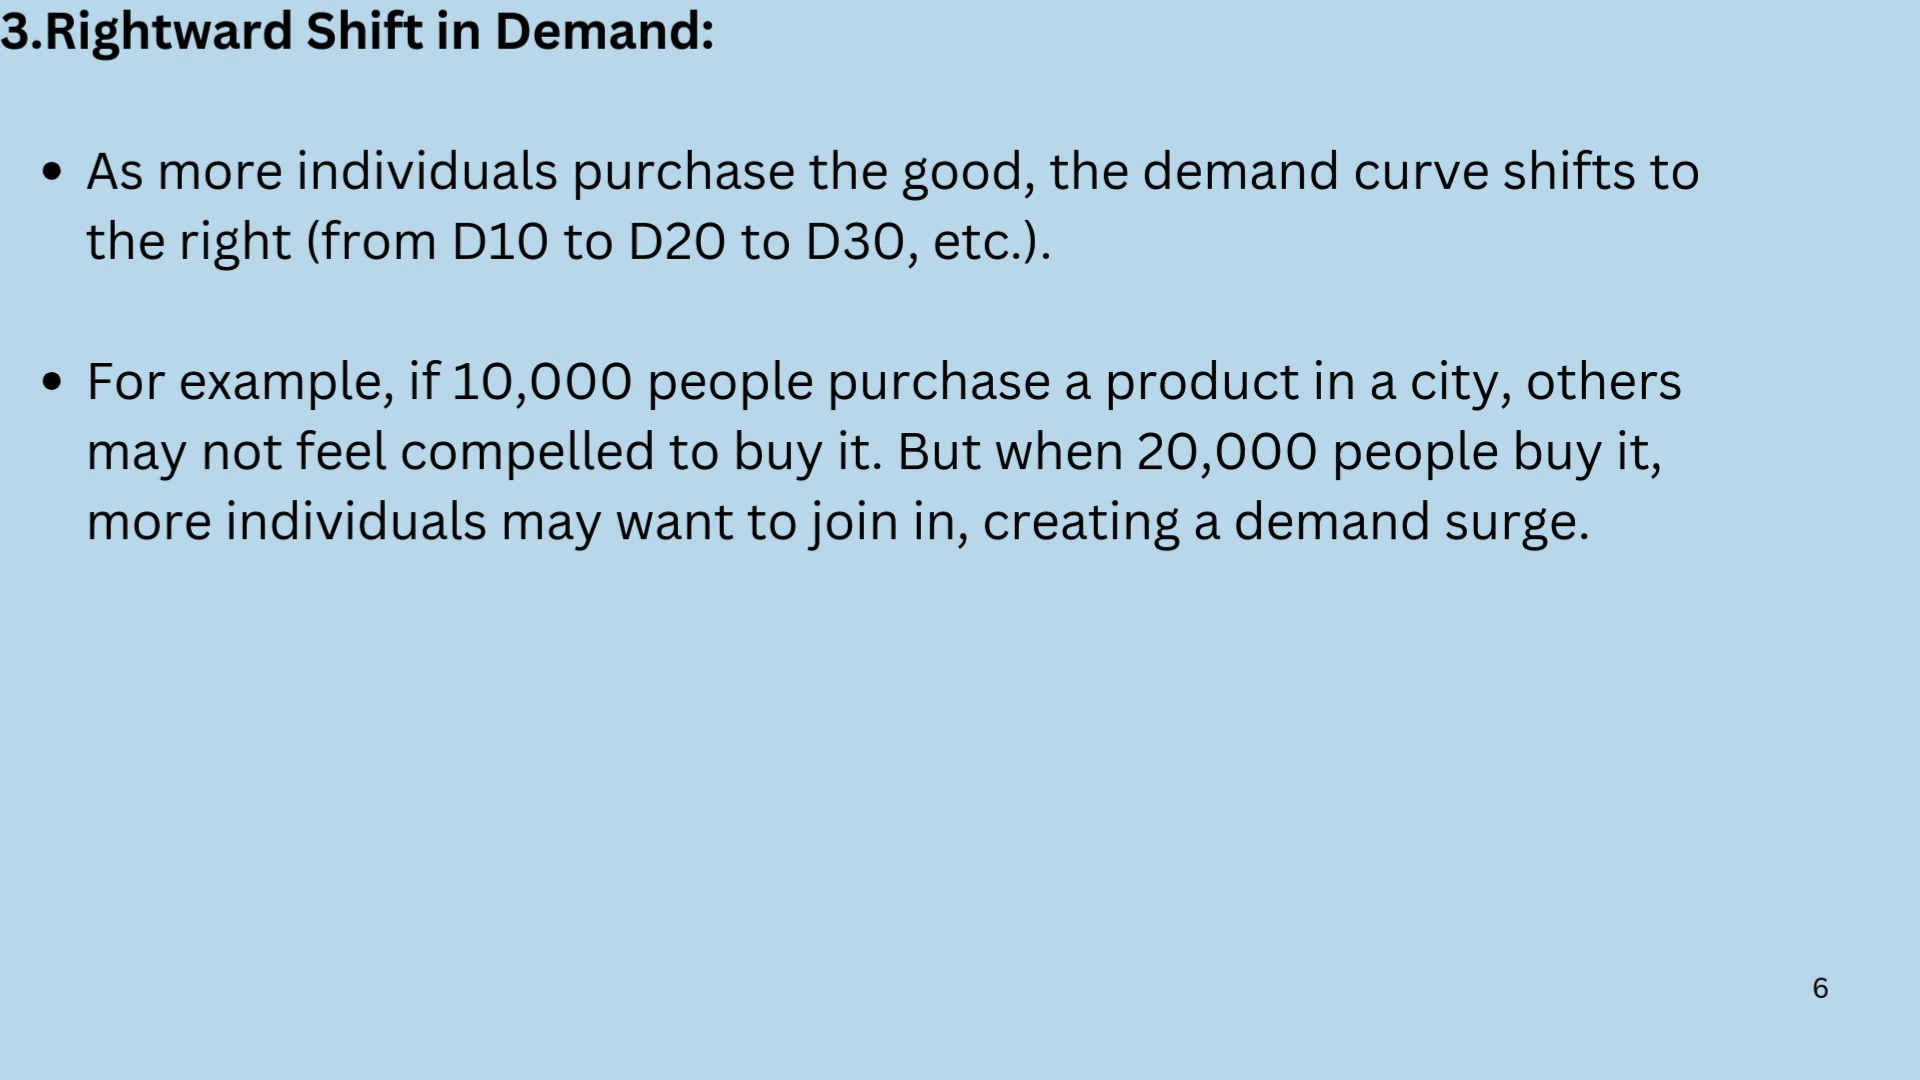 3.Rightward Shift in Demand:
• As more individuals purchase the good, the demand curve shifts to
the right (from D10 to D20 to D30, etc.).
• For example, if 10,000 people purchase a product in a city, others
may not feel compelled to buy it. But when 20,000 people buy it,
more individuals may want to join in, creating a demand surge.
6